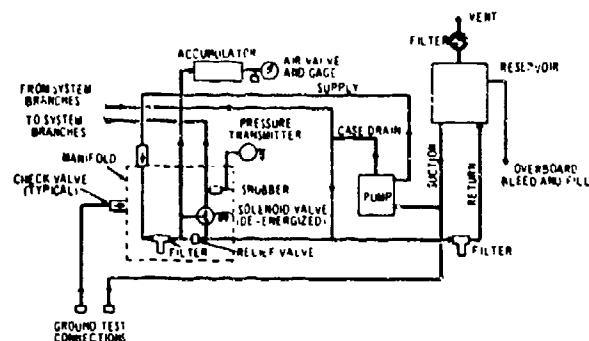 VENT
FILTER
ACCUMULATOR
AIR VALVE
AND GAGE
RESERVOIR
FROM SYSTEM
BRANCHES
SUPPLY
TO SYSTEM
BRANCHES
PRESSURE
TRANSMITTER
CASE DRAIN
MANIFOLD
SUCTION
RETURN
OVERBOARD
(BLEED AND FILL)
CHECK VALVE
(TYPICAL)
SNUBBER
PUMP
SOLENOID VALVE
(DE-ENERGIZED)
FILTER
RELIEF VALVE
FILTER
GROUND TEST
CONNECTIONS